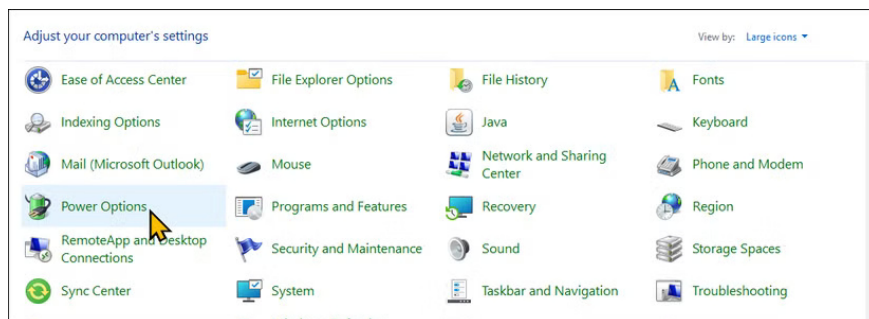 Adjust your computer's settings
View by: Large icons
Ease of Access Center
File Explorer Options
File History
Fonts
Indexing Options
Internet Options
Java
Keyboard
Mail (Microsoft Outlook)
Mouse
Network and Sharing
Center
Phone and Modem
Power Options
Programs and Features
Recovery
Region
RemoteApp and Desktop
Connections
Security and Maintenance
Sound
Storage Spaces
Sync Center
System
Taskbar and Navigation
Troubleshooting